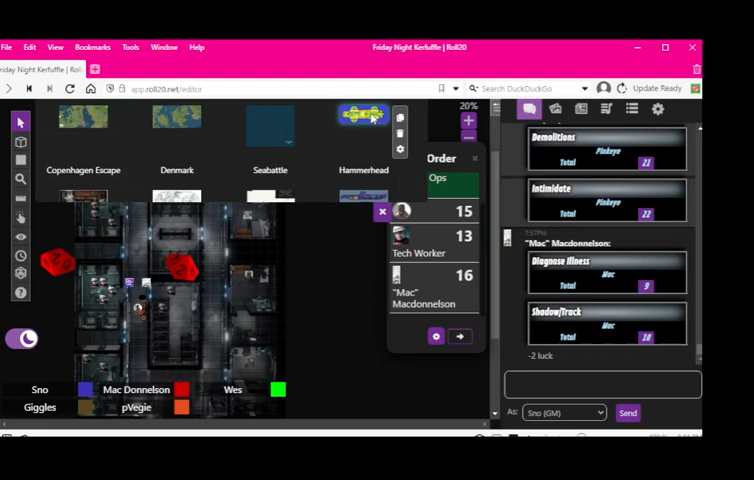 File Edit View Bookmarks Tools Window Help
Friday Night Kerfuffle | Roll20
riday Night Kerfuffle | Roll
app.roll20.net/editor
Search DuckDuckGo
Update Ready
20%
Copenhagen Escape
Denmark
Seabattle
Hammerhead
Order
Ops
15
13
Tech Worker
16
"Mac" Macdonnelson
Demolitions
Pinkeye
Total 21
Intimidate
Pinkeye
Total 22
7:57PM
"Mac" Macdonnelson:
Diagnose Illness
Mac
Total 9
Shadow/Track
Mac
Total 18
-2 luck
Sno
Mac Donnelson
Wes
Giggles
pVegie
As: Sno (GM)
Send